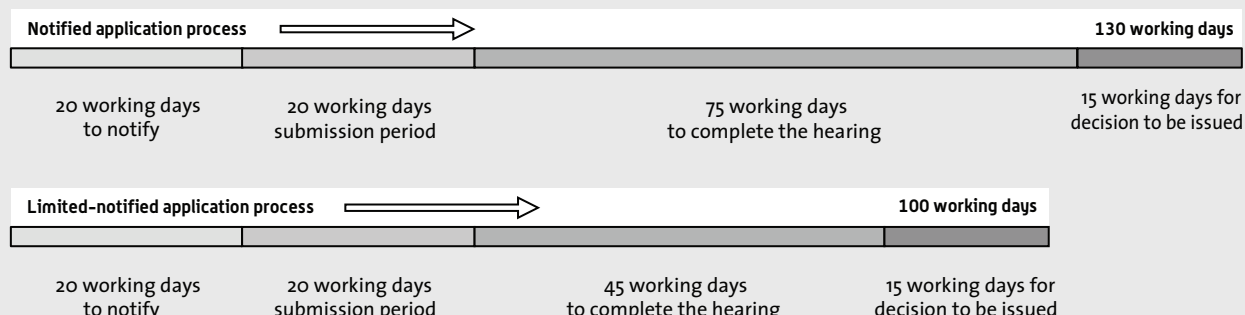 Notified application process
130 working days
20 working days
to notify
20 working days
submission period
75 working days
to complete the hearing
15 working days for
decision to be issued
Limited-notified application process
100 working days
20 working days
to notify
20 working days
submission period
45 working days
to complete the hearing
15 working days for
decision to be issued